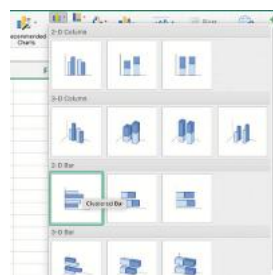 Recommended
Charts
2-D Column
3-D Column
2-D Bar
Clustered Bar
3-D Bar